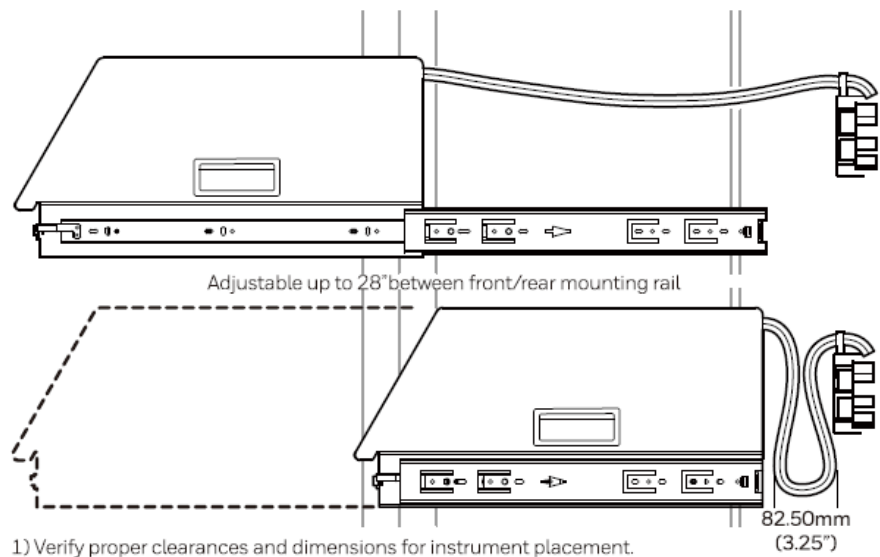 Adjustable up to 28"between front/rear mounting rail
82.50mm
(3.25")
1) Verify proper clearances and dimensions for instrument placement.